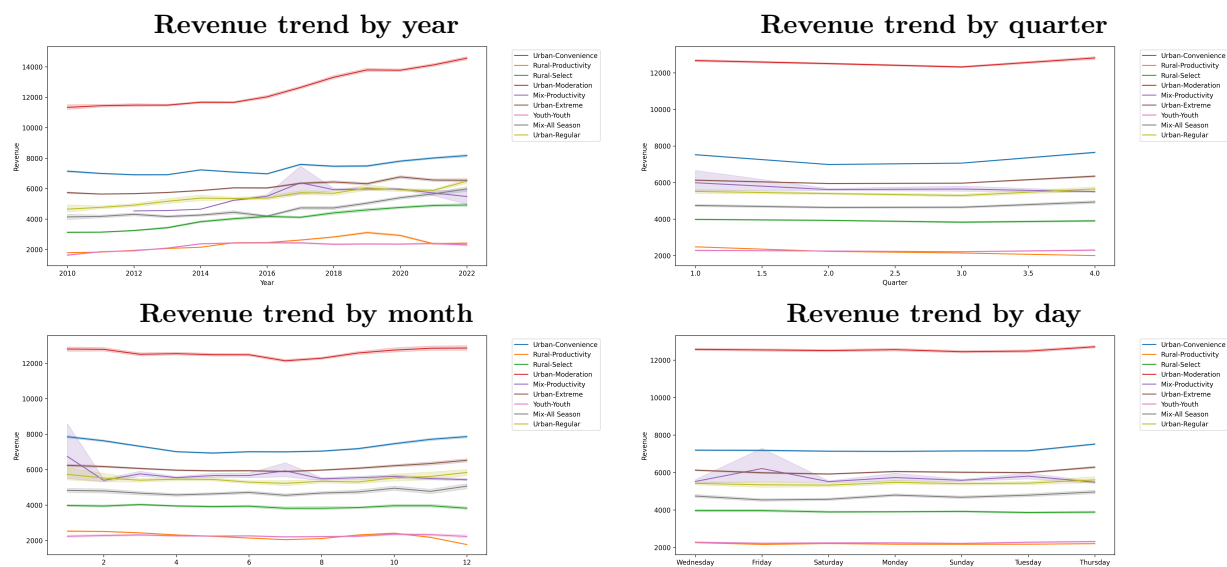 Revenue trend by year
14000
12000
10000
8000
6000
4000
2000
Revenue
2010
2012
2014
2016
2018
2020
2022
Year
Urban-Convenience
Rural-Productivity
Rural-Select
Urban-Moderation
Mix-Productivity
Urban-Extreme
Youth-Youth
Mix-All Season
Urban-Regular
Revenue trend by quarter
12000
10000
8000
6000
4000
2000
Revenue
1.0
1.5
2.0
2.5
3.0
3.5
4.0
Quarter
Urban-Convenience
Rural-Productivity
Rural-Select
Urban-Moderation
Mix-Productivity
Urban-Extreme
Youth-Youth
Mix-All Season
Urban-Regular
Revenue trend by month
12000
10000
8000
6000
4000
2000
Revenue
2
4
6
8
10
12
Urban-Convenience
Rural-Productivity
Rural-Select
Urban-Moderation
Mix-Productivity
Urban-Extreme
Youth-Youth
Mix-All Season
Urban-Regular
Revenue trend by day
12000
10000
8000
6000
4000
2000
Revenue
Wednesday
Friday
Saturday
Monday
Sunday
Tuesday
Thursday
Urban-Convenience
Rural-Productivity
Rural-Select
Urban-Moderation
Mix-Productivity
Urban-Extreme
Youth-Youth
Mix-All Season
Urban-Regular